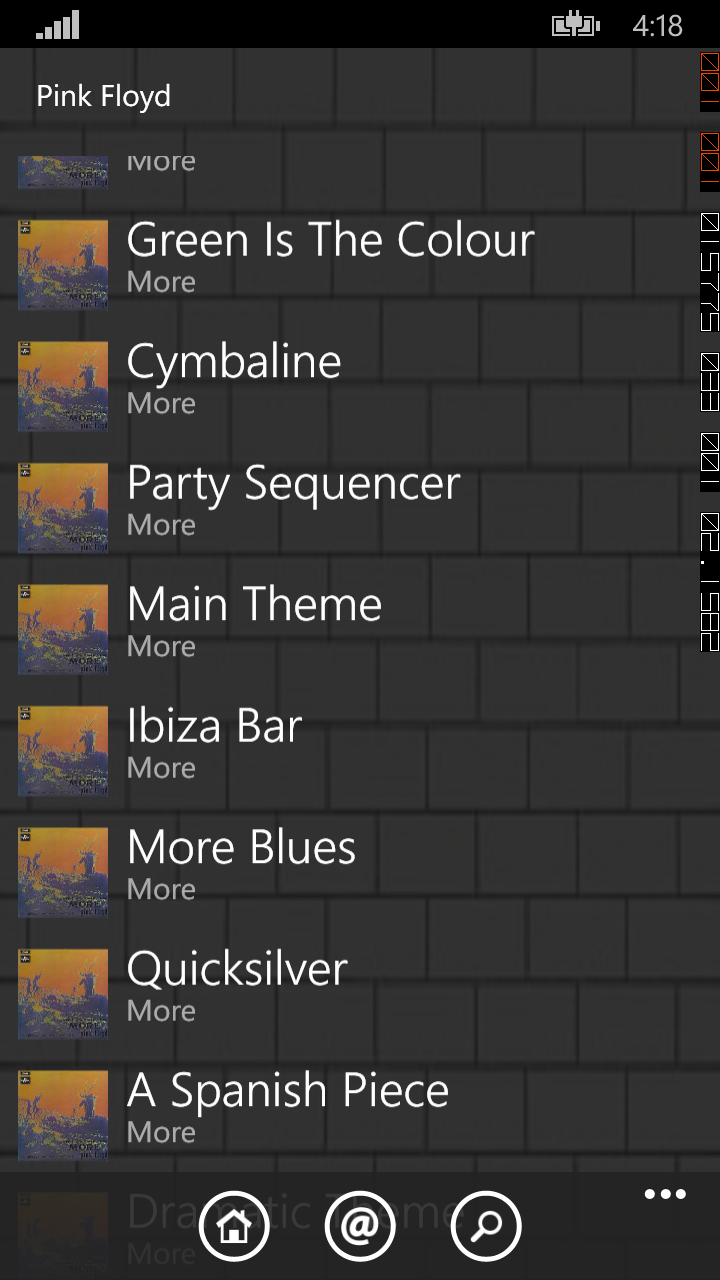 4:18
Pink Floyd
More
Green Is The Colour
More
Cymbaline
More
Party Sequencer
More
Main Theme
More
Ibiza Bar
More
More Blues
More
Quicksilver
More
A Spanish Piece
More
Dramatic Theme
More
@